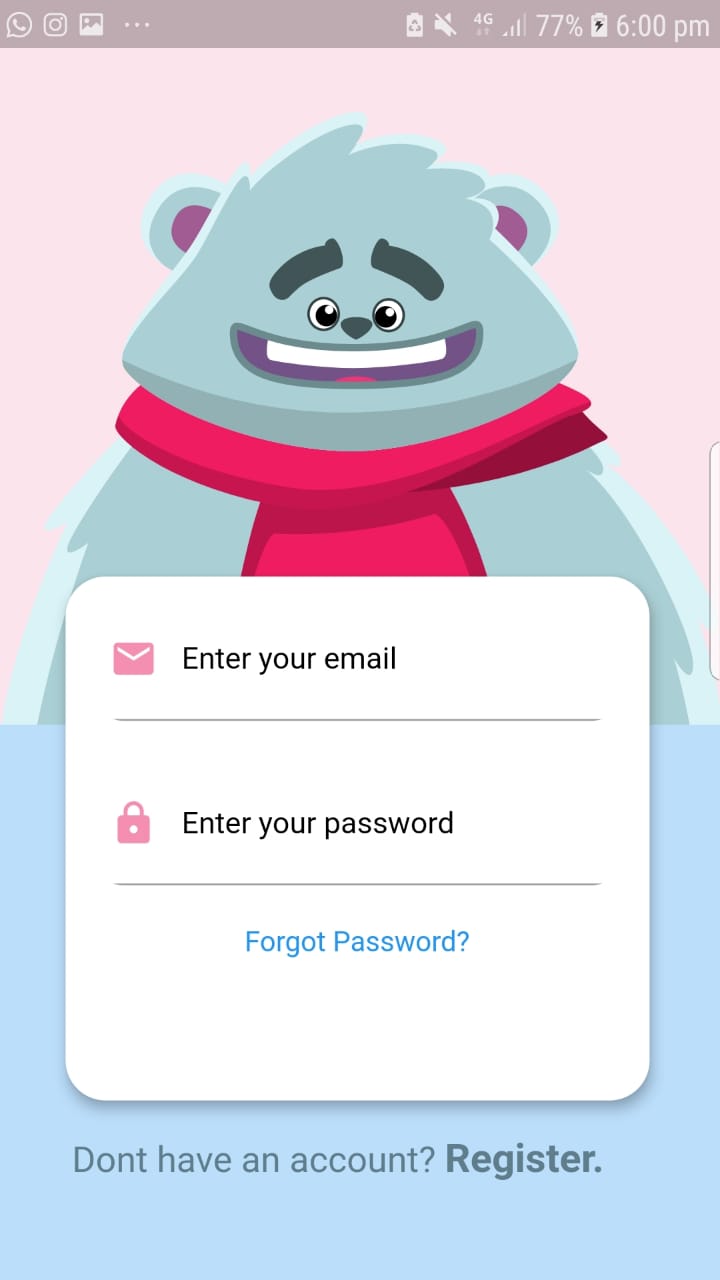 4G 77% 6:00 pm
Enter your email
Enter your password
Forgot Password?
Dont have an account? Register.